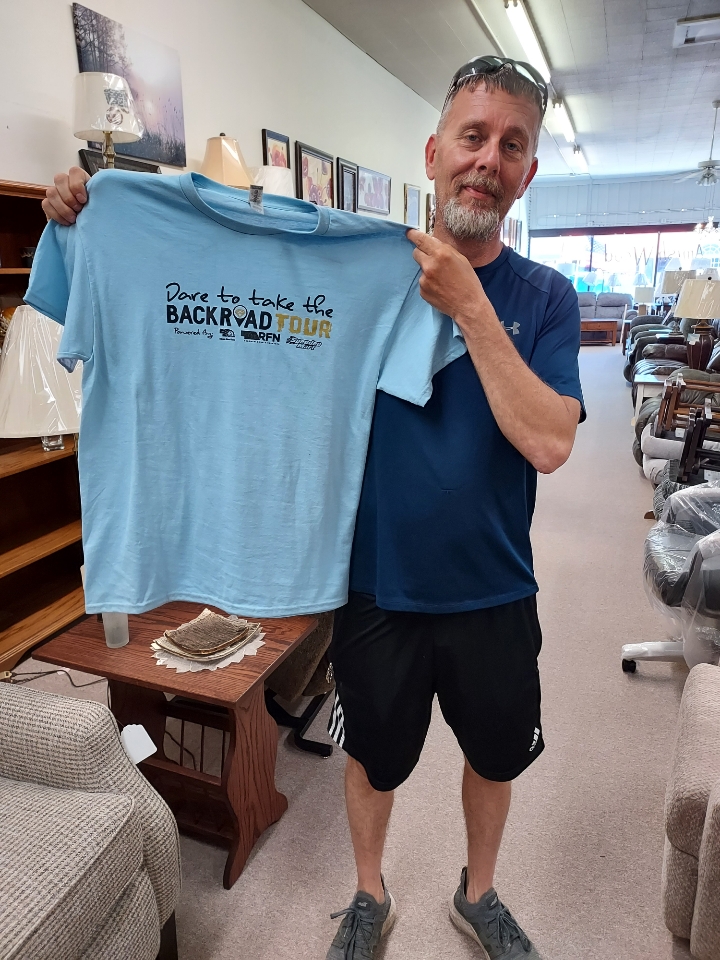 Dare to take the
BACKROAD TOUR
Powered By:
RFN